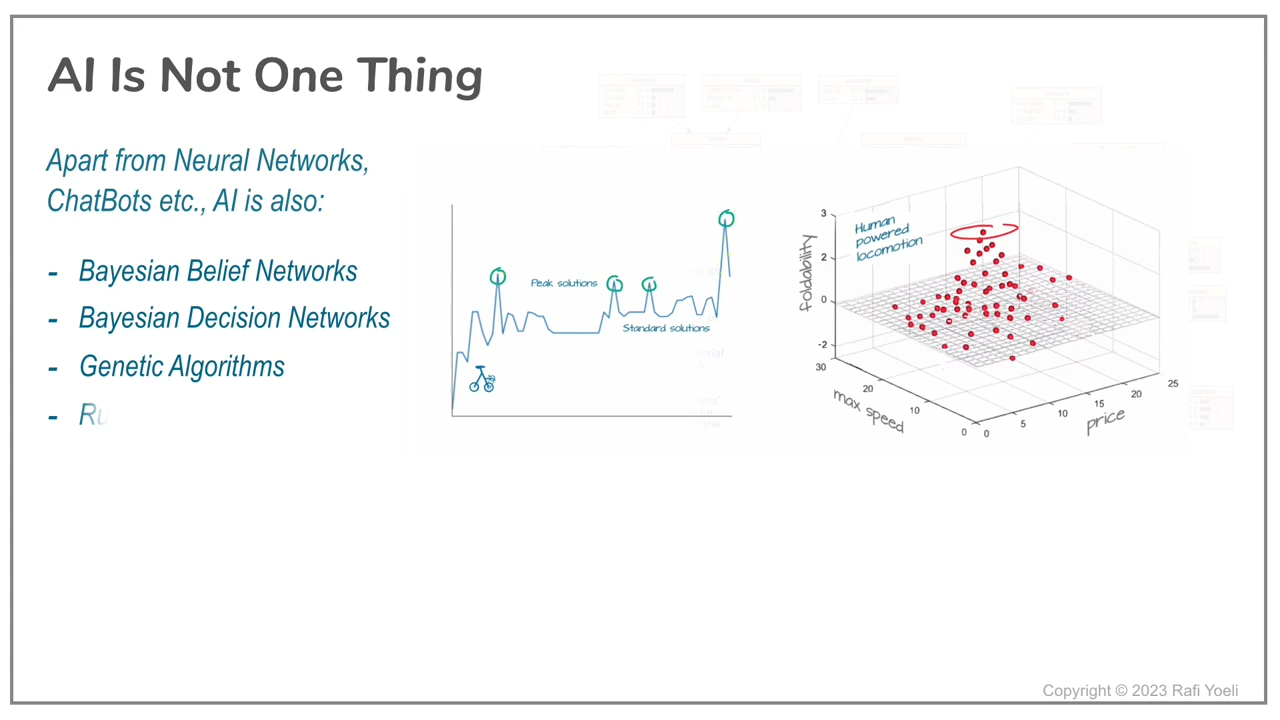 AI Is Not One Thing
Apart from Neural Networks,
ChatBots etc., AI is also:
- Bayesian Belief Networks
- Bayesian Decision Networks
- Genetic Algorithms
- Ru
Peak solutions
Standard solutions
Human
powered
locomotion
foldability
3
2
0
-2
30
20
10
0
max speed
0
5
10
15
20
25
price
Copyright © 2023 Rafi Yoeli